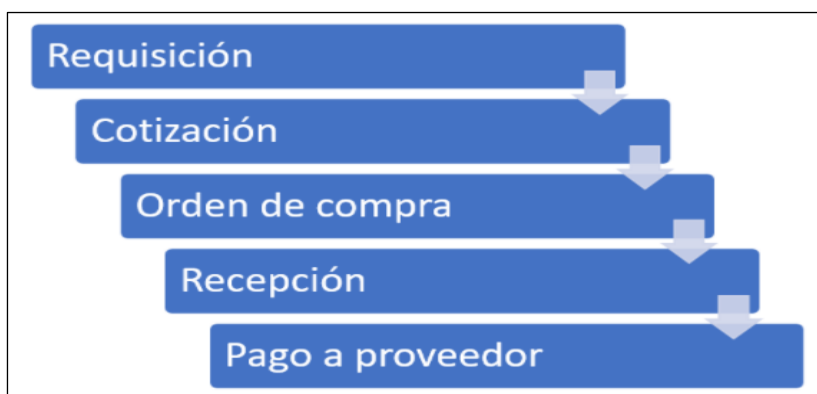 Requisición
Cotización
Orden de compra
Recepción
Pago a proveedor